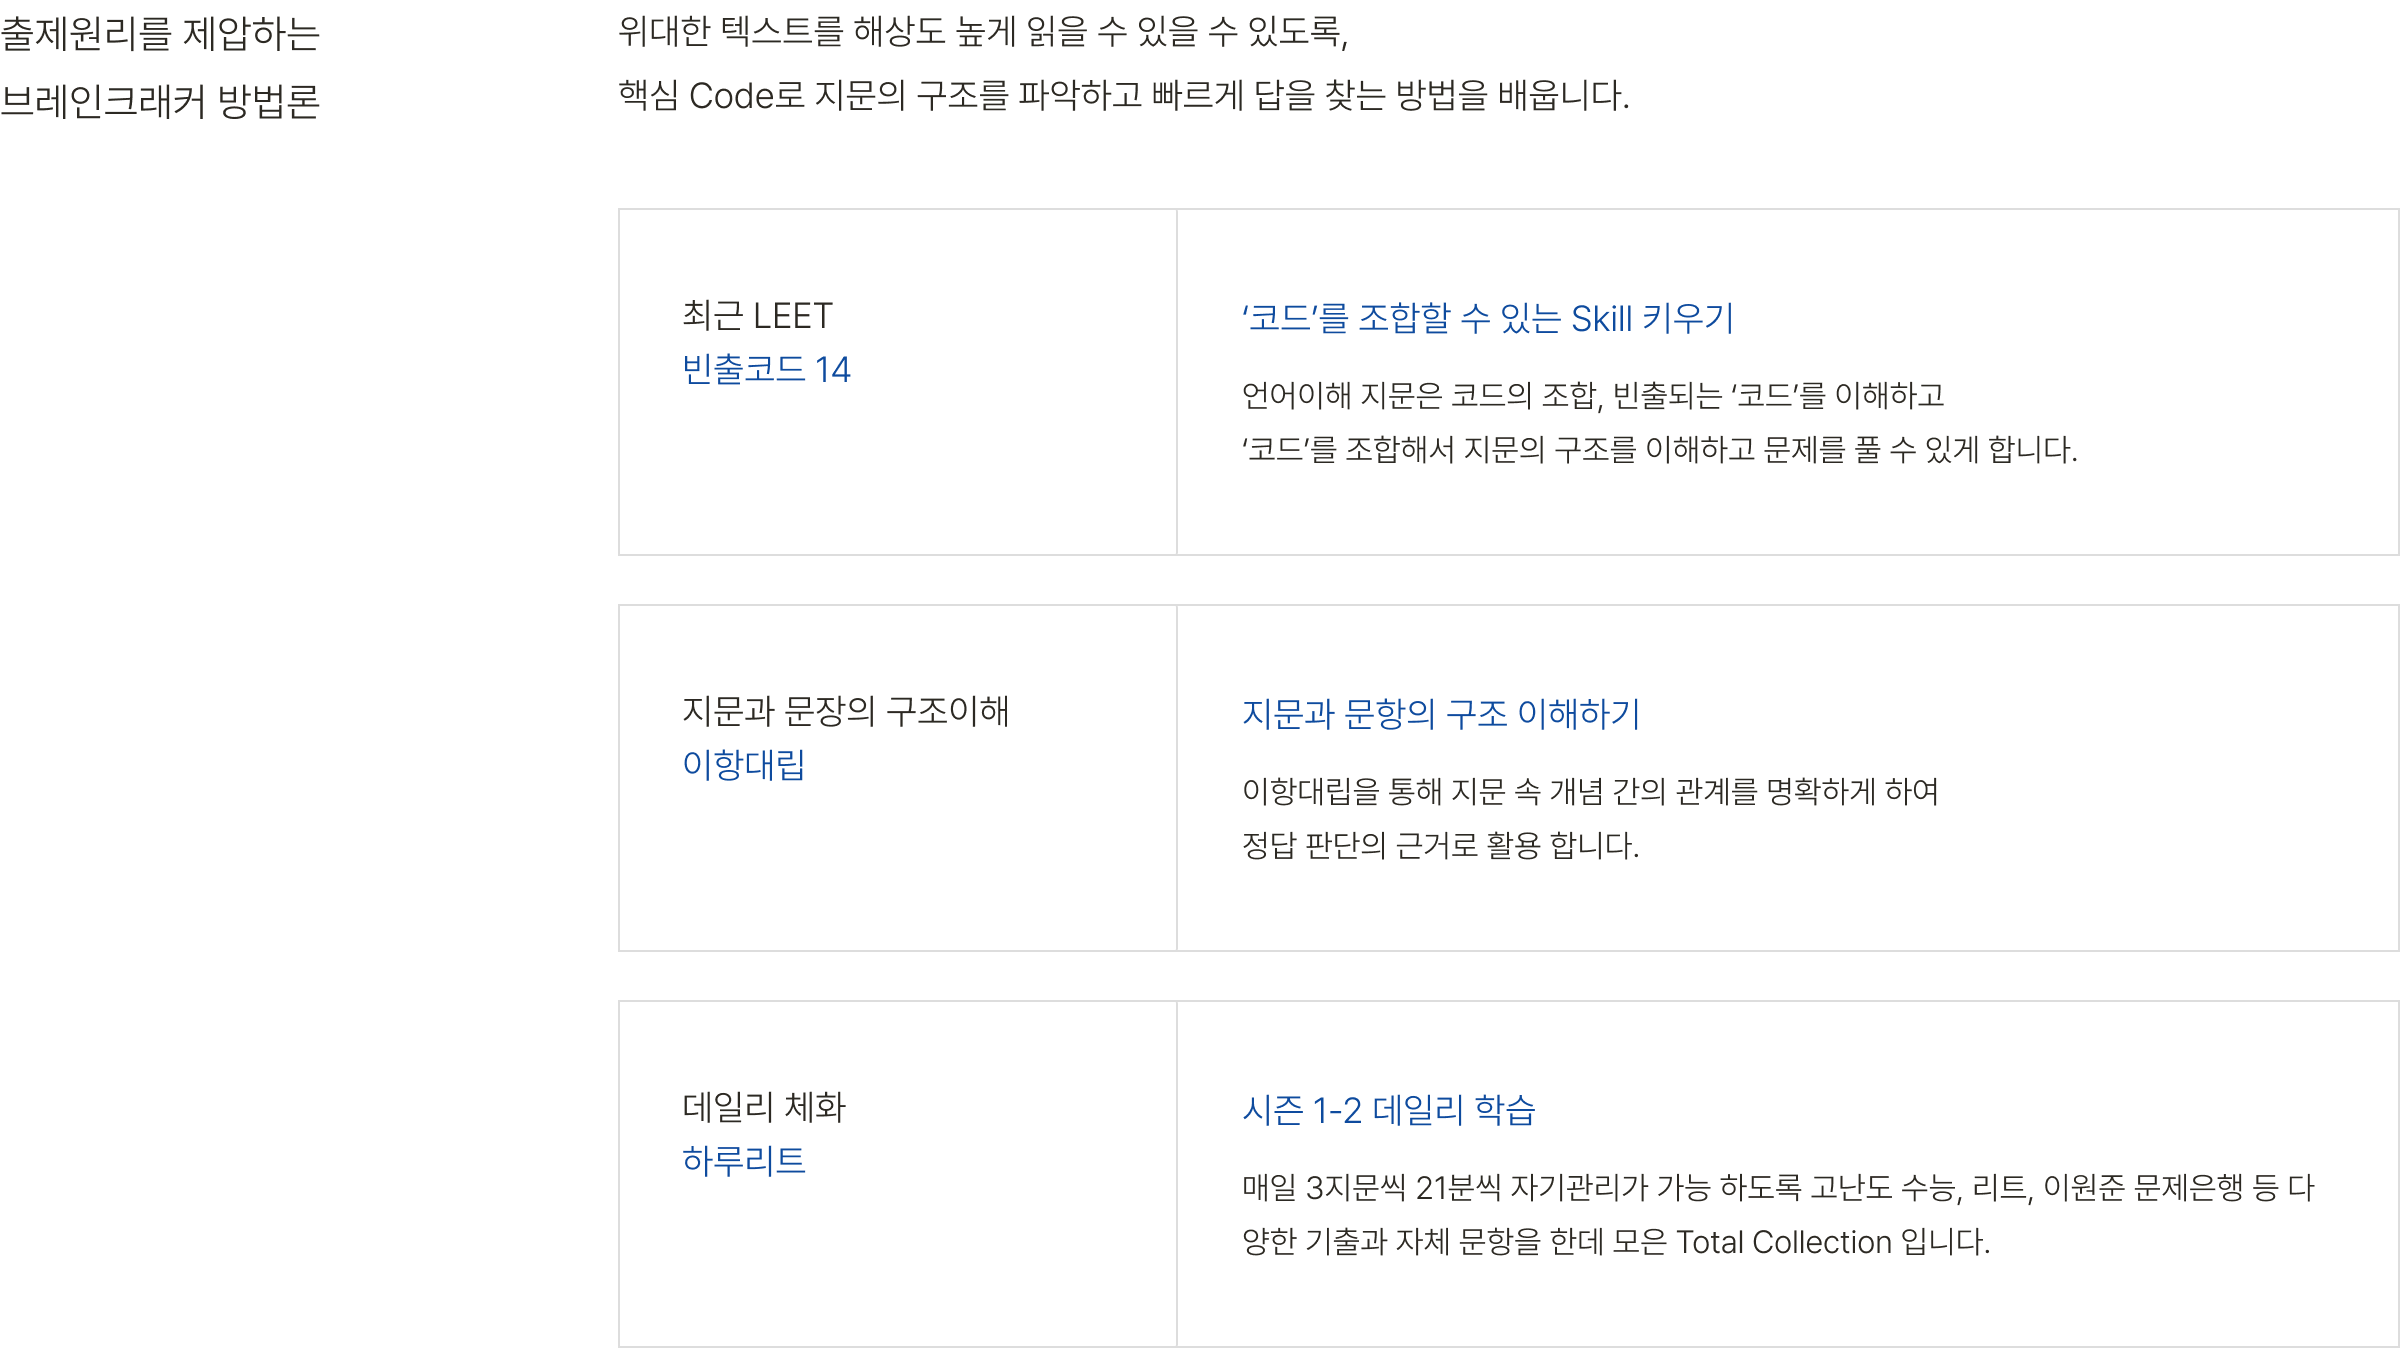 출제원리를 제압하는
브레인크래커 방법론
위대한 텍스트를 해상도 높게 읽을 수 있을 수 있도록,
핵심 Code로 지문의 구조를 파악하고 빠르게 답을 찾는 방법을 배웁니다.
최근 LEET
빈출코드 14
‘코드’를 조합할 수 있는 Skill 키우기
언어이해 지문은 코드의 조합, 빈출되는 ‘코드’를 이해하고
‘코드’를 조합해서 지문의 구조를 이해하고 문제를 풀 수 있게 합니다.
지문과 문장의 구조이해
이항대립
지문과 문항의 구조 이해하기
이항대립을 통해 지문 속 개념 간의 관계를 명확하게 하여
정답 판단의 근거로 활용 합니다.
데일리 체화
하루리트
시즌 1-2 데일리 학습
매일 3지문씩 21분씩 자기관리가 가능 하도록 고난도 수능, 리트, 이원준 문제은행 등 다
양한 기출과 자체 문항을 한데 모은 Total Collection 입니다.